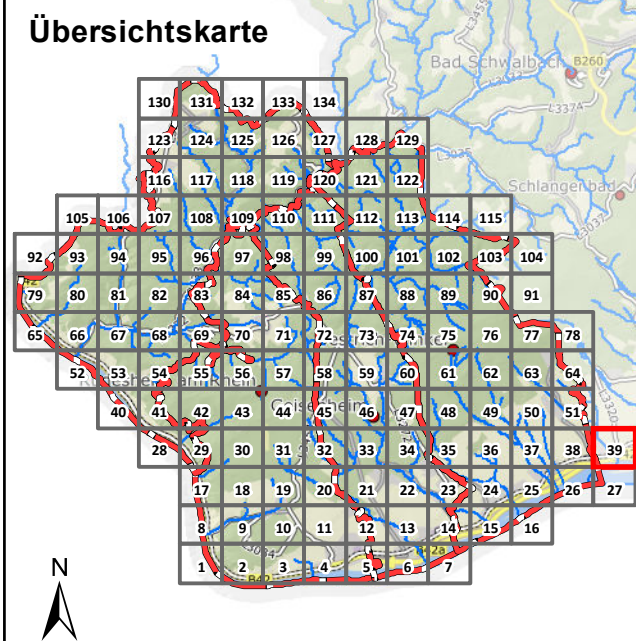 Übersichtskarte
L3455
Bad Schwalbach
B260
L3374
130 131 132 133 134
123 124 125 126 127 128 129
L3035
116 117 118 119 120 121 122
Schlangenbad
105 106 107 108 109 110 111 112 113 114 115
L3037
92 93 94 95 96 97 98 99 100 101 102 103 104
79 80 81 82 83 84 85 86 87 88 89 90 91
65 66 67 68 69 70 71 72 73 74 75 76 77 78
52 53 54 55 56 57 58 59 60 61 62 63 64
40 41 42 43 44 45 46 47 48 49 50 51
28 29 30 31 32 33 34 35 36 37 38 39
17 18 19 20 21 22 23 24 25 26 27
8 9 10 11 12 13 14 15 16
L3034
B42a
1 2 3 4 5 6 7
B42
N